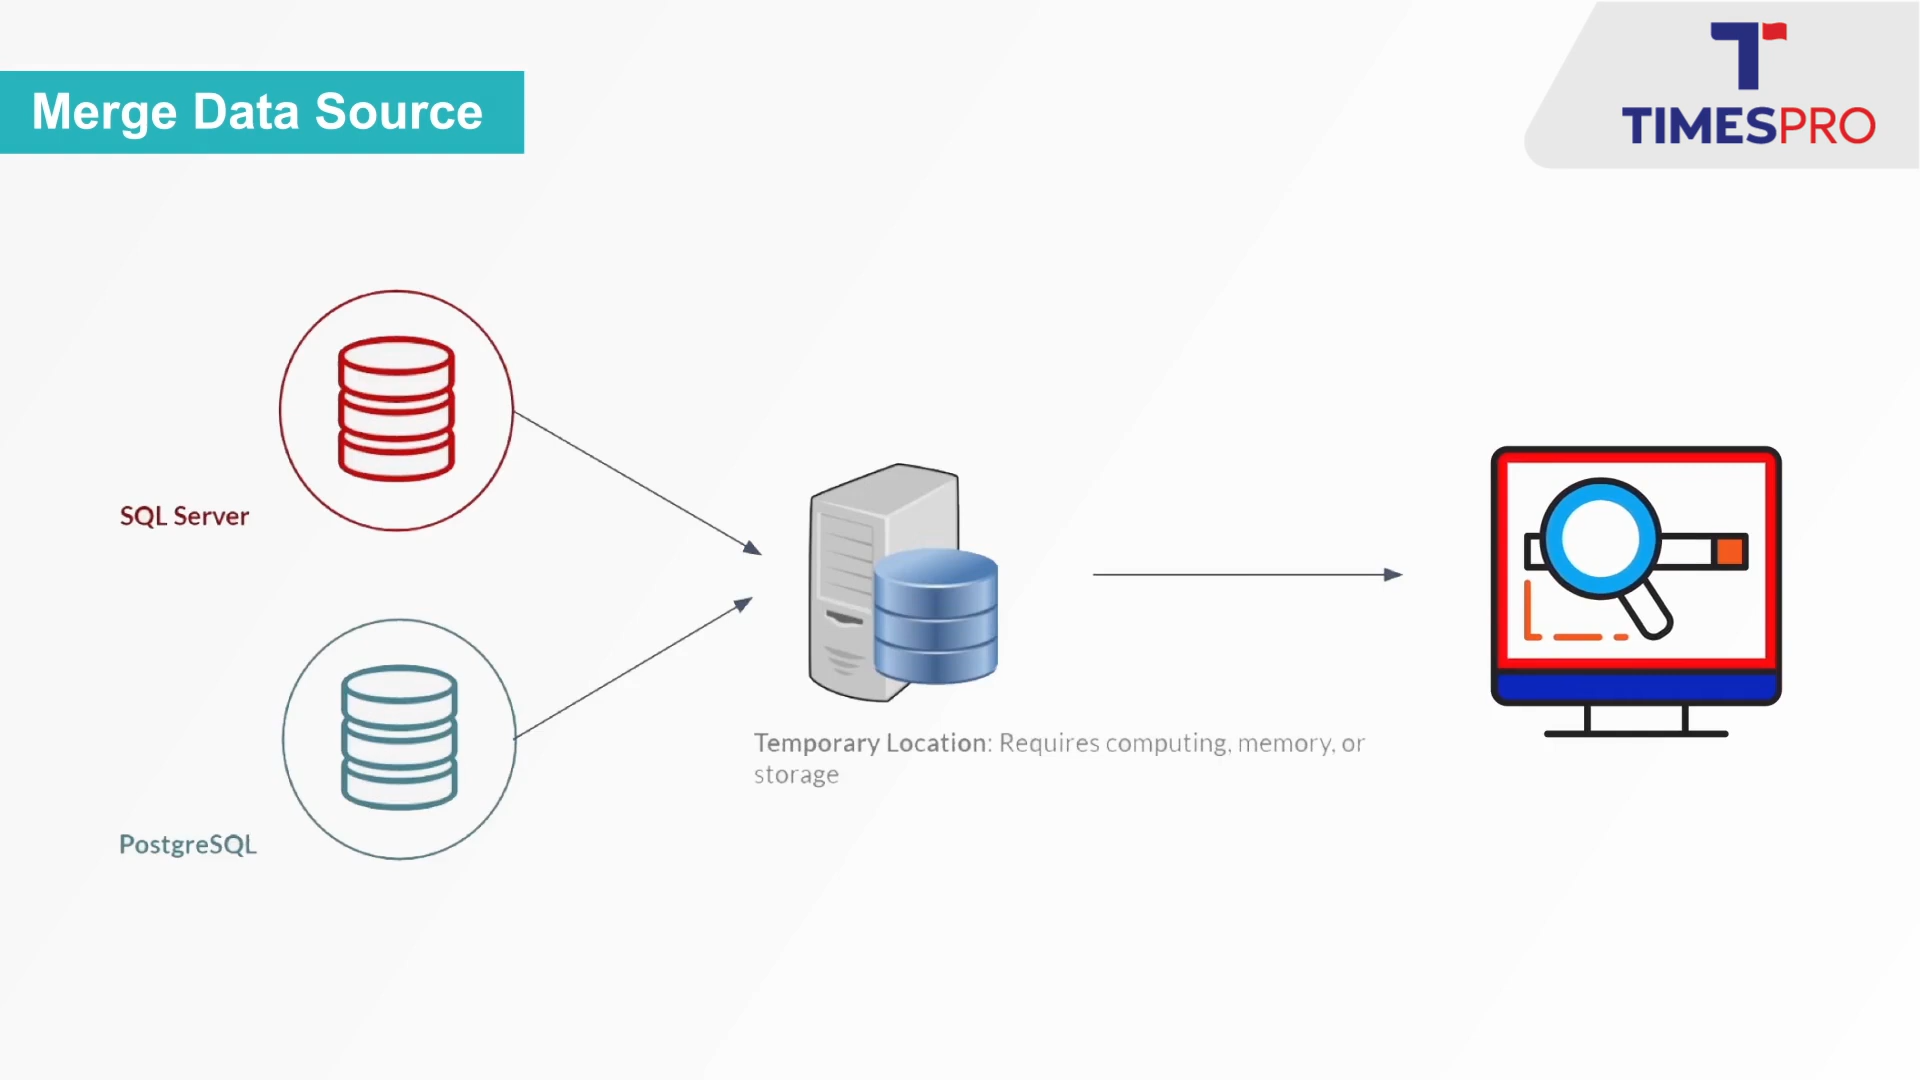 Merge Data Source
TIMESPRO
SQL Server
PostgreSQL
Temporary Location: Requires computing, memory, or
storage